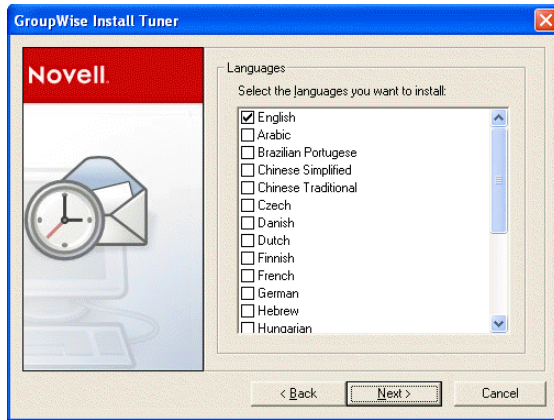 GroupWise Install Tuner
Novell.
Languages
Select the languages you want to install:
English
Arabic
Brazilian Portugese
Chinese Simplified
Chinese Traditional
Czech
Danish
Dutch
Finnish
French
German
Hebrew
Hungarian
< Back
Next >
Cancel